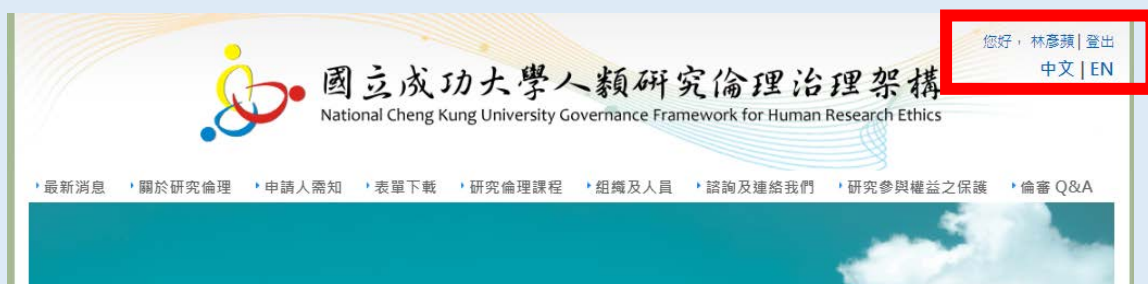 您好， 林彥蘋| 登出
中文 | EN
國立成功大學人類研究倫理治理架構
National Cheng Kung University Governance Framework for Human Research Ethics
最新消息 關於研究倫理 申請人需知 表單下載 研究倫理課程 組織及人員 諮詢及連絡我們 研究參與權益之保護 倫審 Q&A